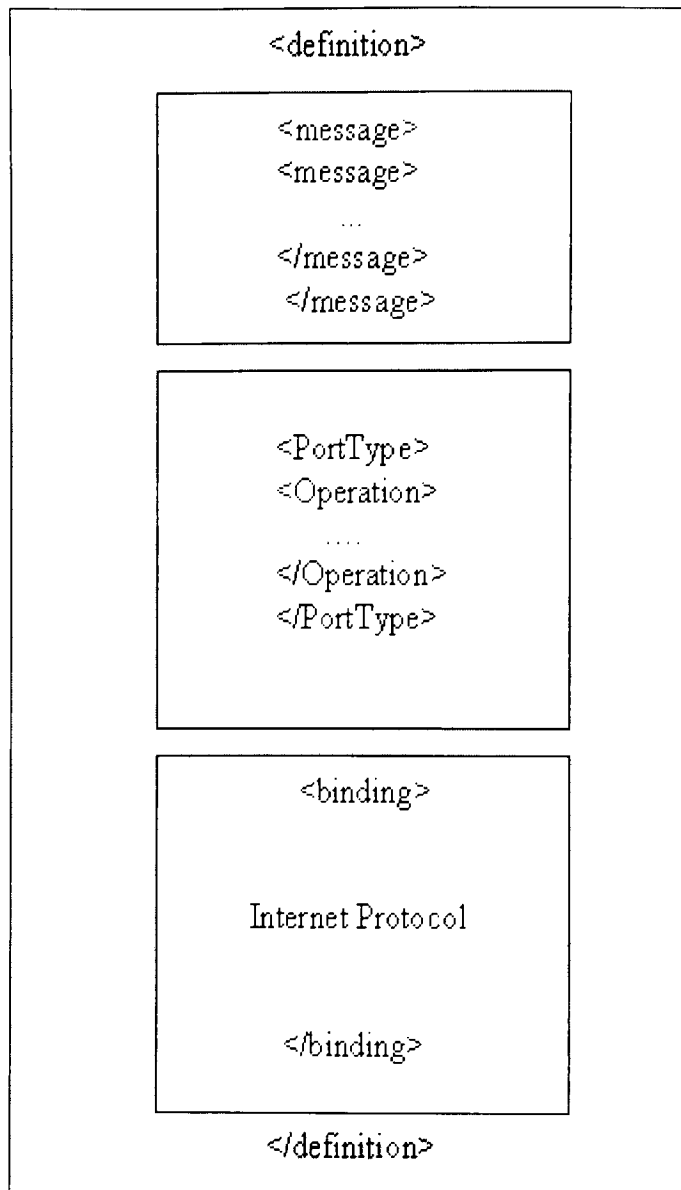 <definition>
<message>
<message>
...
</message>
</message>
<PortType>
<Operation>
....
</Operation>
</PortType>
<binding>
Internet Protocol
</binding>
</definition>